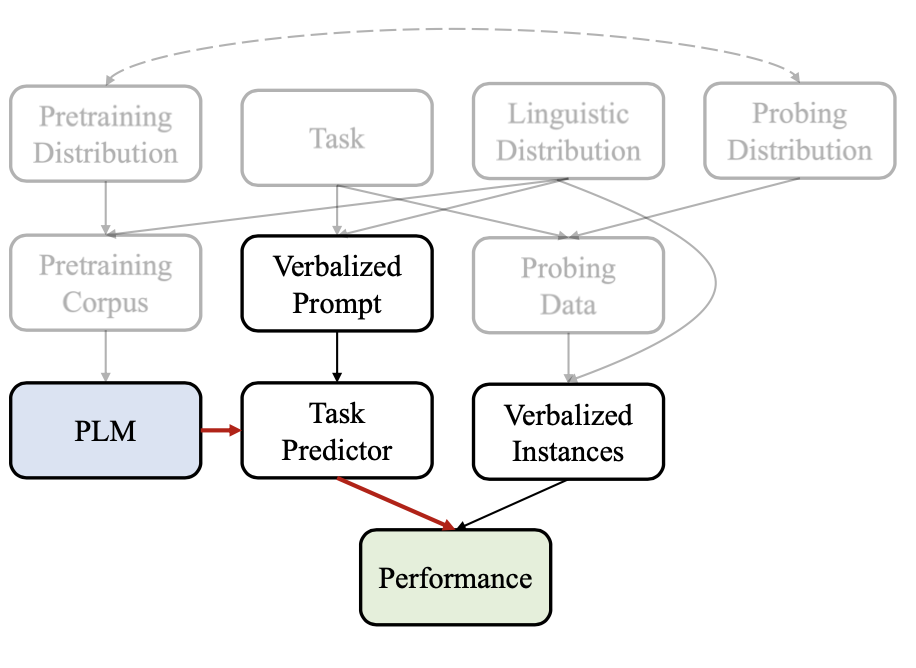 Pretraining
Distribution
Task
Linguistic
Distribution
Probing
Distribution
Pretraining
Corpus
Verbalized
Prompt
Probing
Data
PLM
Task
Predictor
Verbalized
Instances
Performance